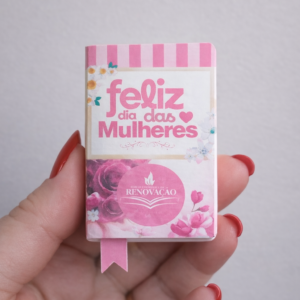 feliz
dia das
Mulheres
RENOVAÇÃO